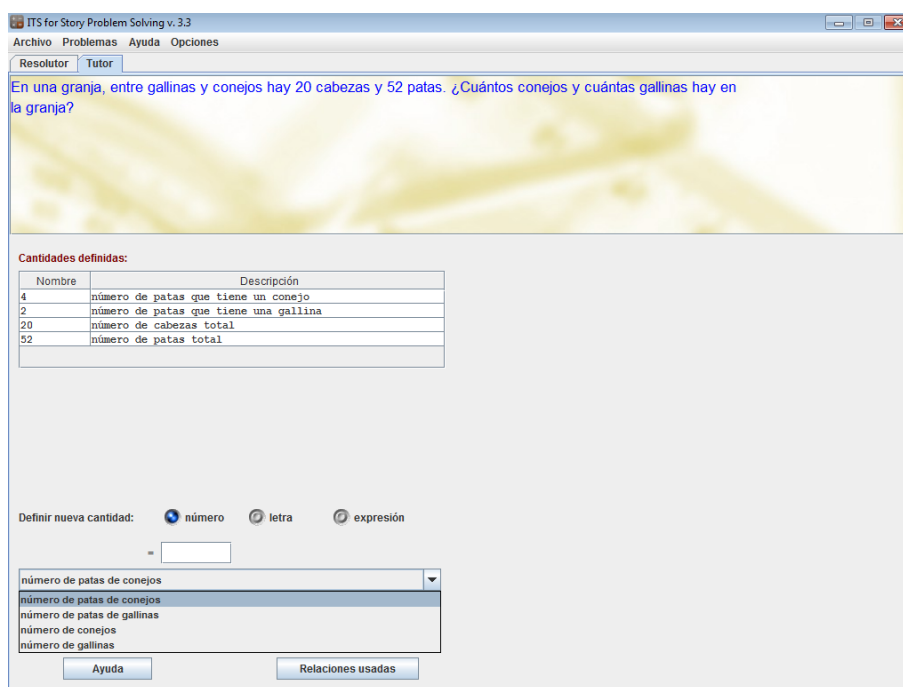 ITS for Story Problem Solving v. 3.3
Archivo Problemas Ayuda Opciones
Resolutor Tutor
En una granja, entre gallinas y conejos hay 20 cabezas y 52 patas. ¿Cuántos conejos y cuántas gallinas hay en
la granja?
Cantidades definidas:
Nombre Descripción
4 número de patas que tiene un conejo
2 número de patas que tiene una gallina
20 número de cabezas total
52 número de patas total
Definir nueva cantidad: número letra expresión
=
número de patas de conejos
número de patas de conejos
número de patas de gallinas
número de conejos
número de gallinas
Ayuda Relaciones usadas